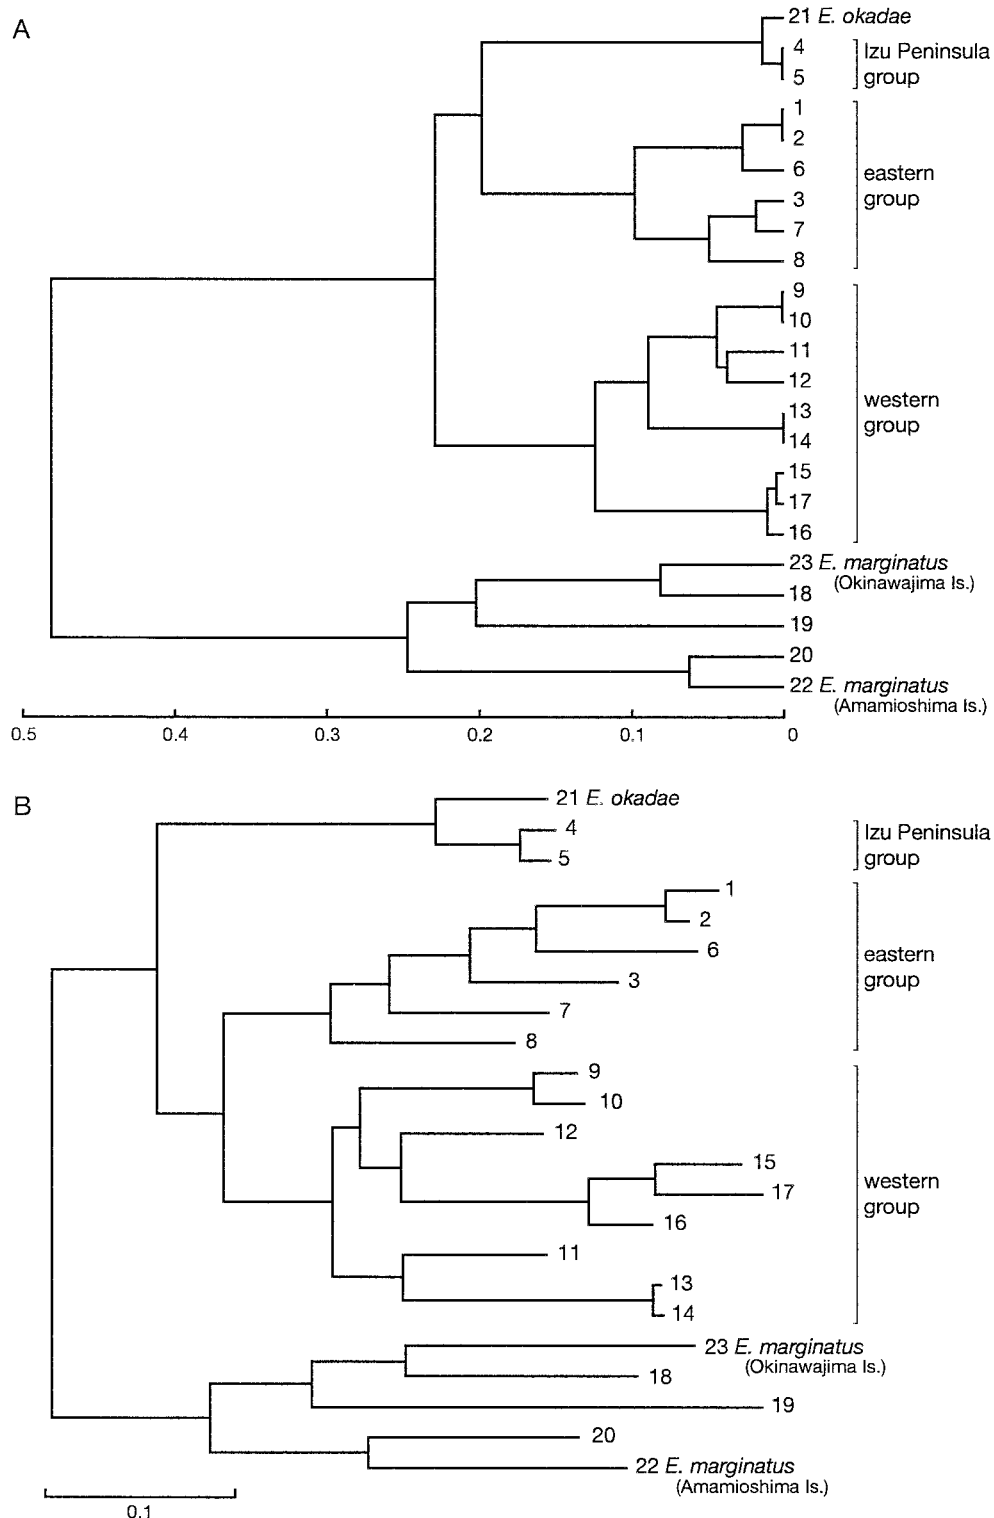 A
21 E. okadae
4
5
Izu Peninsula
group
1
2
6
3
7
8
eastern
group
9
10
11
12
13
14
15
17
16
western
group
23 E. marginatus
(Okinawajima Is.)
18
19
20
22 E. marginatus
(Amamioshima Is.)
0.5 0.4 0.3 0.2 0.1 0
B
21 E. okadae
4
5
Izu Peninsula
group
1
2
6
3
7
8
eastern
group
9
10
12
15
17
16
11
13
14
western
group
23 E. marginatus
(Okinawajima Is.)
18
19
20
22 E. marginatus
(Amamioshima Is.)
0.1